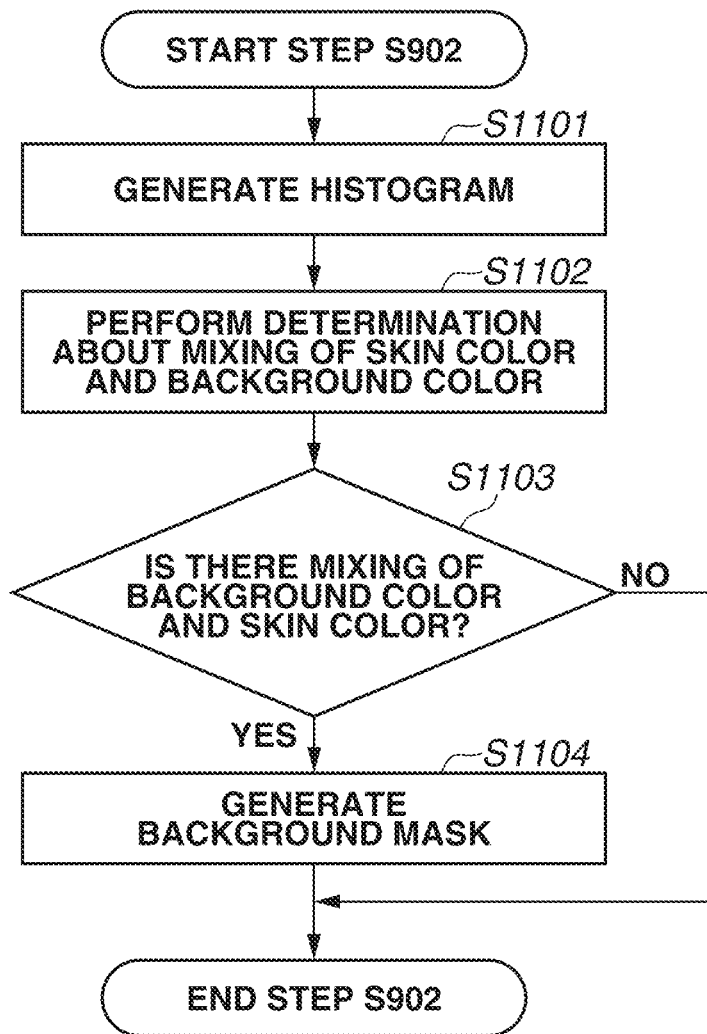 START STEP S902
S1101
GENERATE HISTOGRAM
S1102
PERFORM DETERMINATION
ABOUT MIXING OF SKIN COLOR
AND BACKGROUND COLOR
S1103
IS THERE MIXING OF
BACKGROUND COLOR
AND SKIN COLOR?
NO
YES
S1104
GENERATE
BACKGROUND MASK
END STEP S902